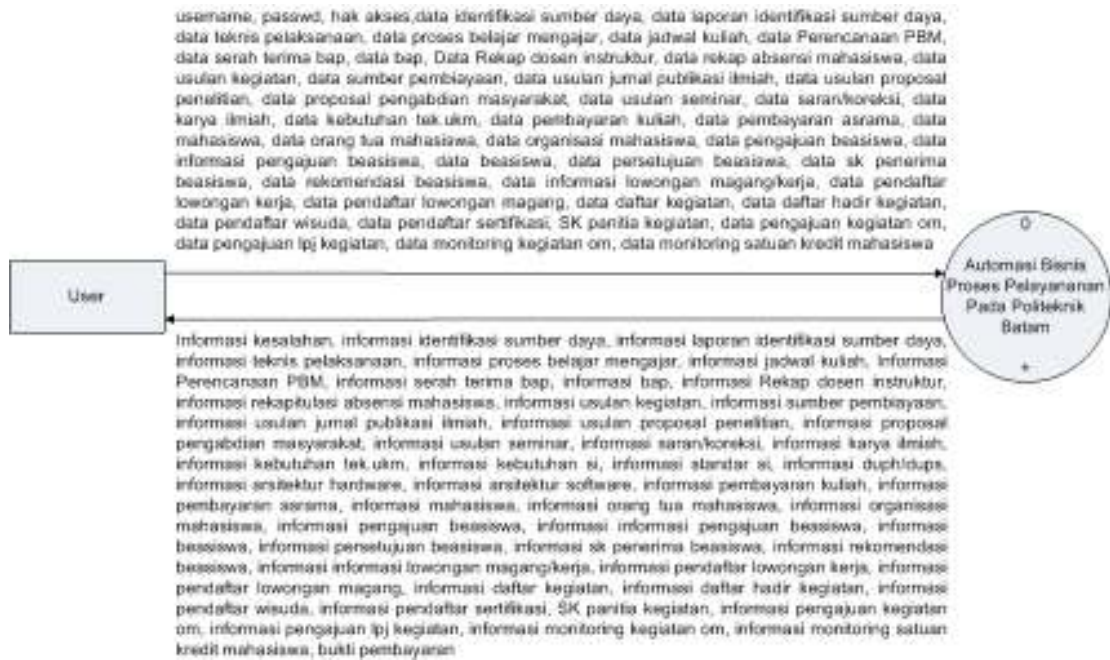 username, passwd, hak akses,data identifikasi sumber daya, data laporan identifikasi sumber daya,
data teknis pelaksanaan, data proses belajar mengajar, data jadwal kuliah, data Perencanaan PBM,
data serah terima bap, data bap, Data Rekap dosen instruktur, data rekap absensi mahasiswa, data
usulan kegiatan, data sumber pembiayaan, data usulan jurnal publikasi ilmiah, data usulan proposal
penelitian, data proposal pengabdian masyarakat, data usulan seminar, data saran/koreksi, data
karya ilmiah, data kebutuhan tek.ukm, data pembayaran kuliah, data pembayaran asrama, data
mahasiswa, data orang tua mahasiswa, data organisasi mahasiswa, data pengajuan beasiswa, data
informasi pengajuan beasiswa, data beasiswa, data persetujuan beasiswa, data sk penerima
beasiswa, data rekomendasi beasiswa, data informasi lowongan magang/kerja, data pendaftar
lowongan kerja, data pendaftar lowongan magang, data daftar kegiatan, data daftar hadir kegiatan,
data pendaftar wisuda, data pendaftar sertifikasi, SK panitia kegiatan, data pengajuan kegiatan om,
data pengajuan lpj kegiatan, data monitoring kegiatan om, data monitoring satuan kredit mahasiswa
User
0
Automasi Bisnis
Proses Pelayananan
Pada Politeknik
Batam
+
Informasi kesalahan, informasi identifikasi sumber daya, informasi laporan identifikasi sumber daya,
informasi teknis pelaksanaan, informasi proses belajar mengajar, informasi jadwal kuliah, Informasi
Perencanaan PBM, informasi serah terima bap, informasi bap, informasi Rekap dosen instruktur,
informasi rekapitulasi absensi mahasiswa, informasi usulan kegiatan, informasi sumber pembiayaan,
informasi usulan jurnal publikasi ilmiah, informasi usulan proposal penelitian, informasi proposal
pengabdian masyarakat, informasi usulan seminar, informasi saran/koreksi, informasi karya ilmiah,
informasi kebutuhan tek.ukm, informasi kebutuhan si, informasi standar si, informasi duph/dups,
informasi arsitektur hardware, informasi arsitektur software, informasi pembayaran kuliah, informasi
pembayaran asrama, informasi mahasiswa, informasi orang tua mahasiswa, informasi organisasi
mahasiswa, informasi pengajuan beasiswa, informasi informasi pengajuan beasiswa, informasi
beasiswa, informasi persetujuan beasiswa, informasi sk penerima beasiswa, informasi rekomendasi
beasiswa, informasi informasi lowongan magang/kerja, informasi pendaftar lowongan kerja, informasi
pendaftar lowongan magang, informasi daftar kegiatan, informasi daftar hadir kegiatan, informasi
pendaftar wisuda, informasi pendaftar sertifikasi, SK panitia kegiatan, informasi pengajuan kegiatan
om, informasi pengajuan lpj kegiatan, informasi monitoring kegiatan om, informasi monitoring satuan
kredit mahasiswa, bukti pembayaran